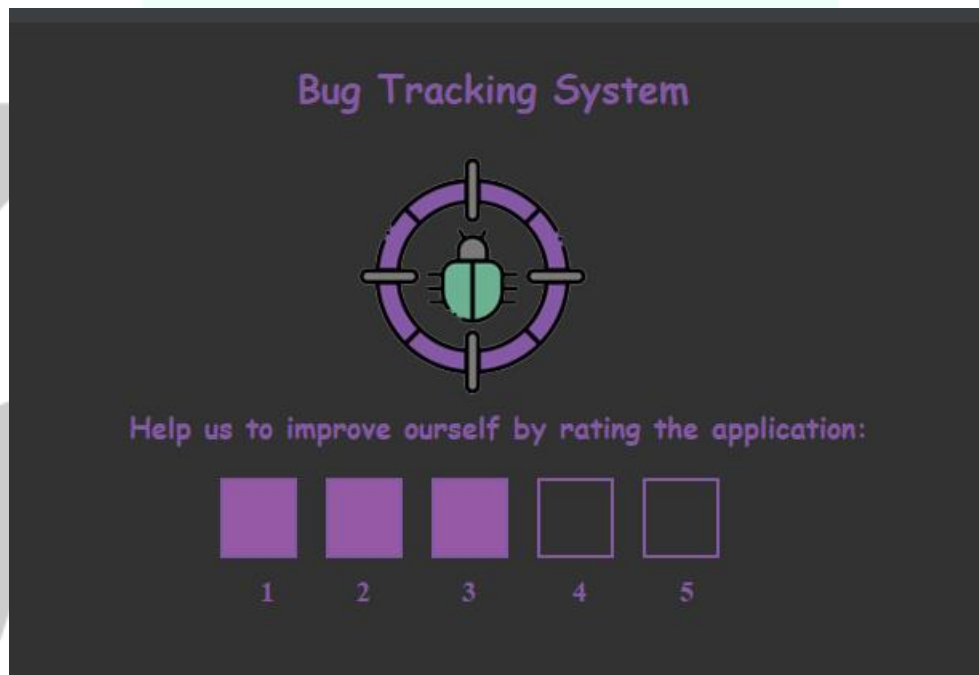 Bug Tracking System
Help us to improve ourself by rating the application:
1 2 3 4 5